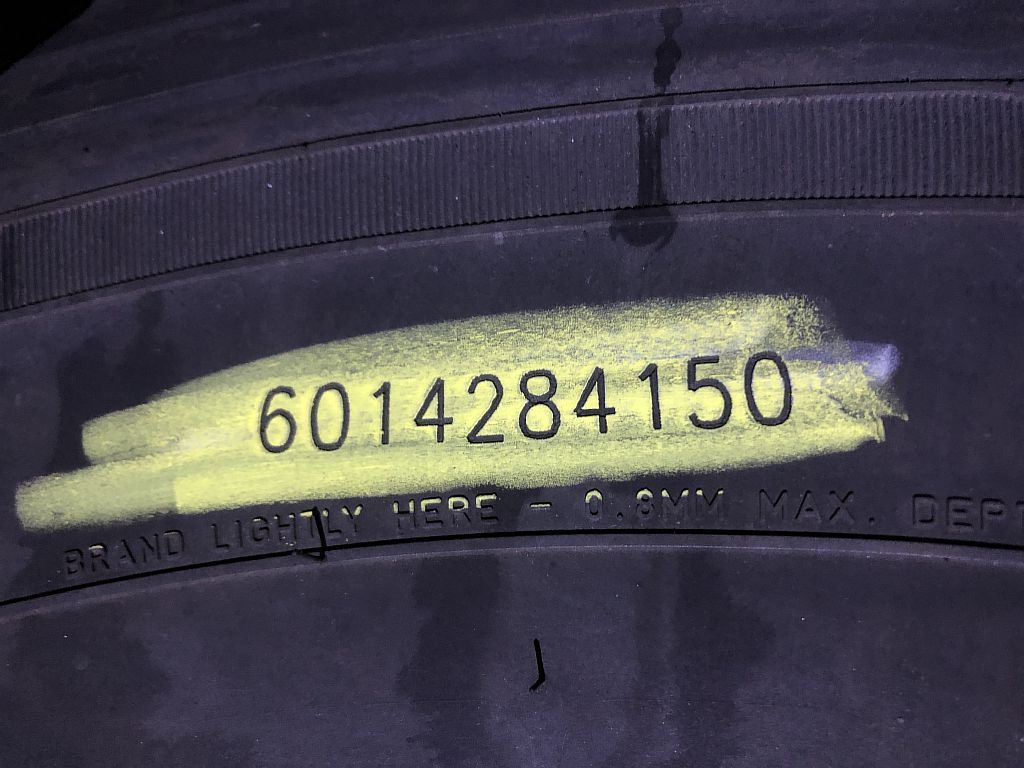 6014284150
BRAND LIGHTLY HERE - 0.8MM MAX. DEPT